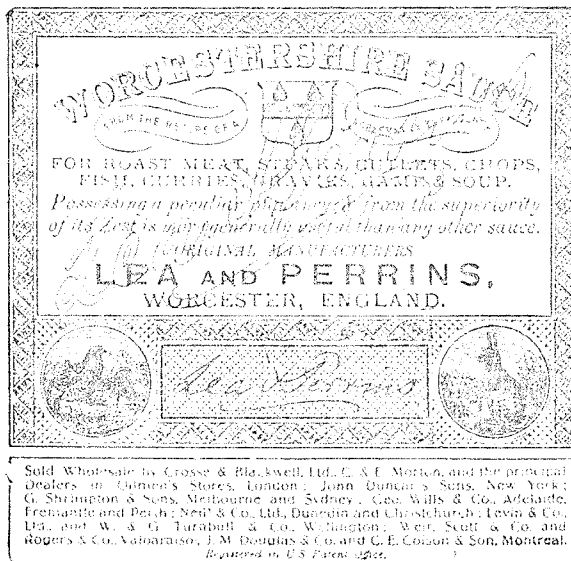 WORCESTERSHIRE SAUCE
FROM THE RECIPE OF A
FOR ROAST MEAT, STEAKS, CUTLETS, CHOPS,
FISH, CURRIES, GRAVIES, GAME, & SOUP.
Possessing a peculiar piquancy & from the superiority
of its Zest is more generally useful than any other sauce.
ORIGINAL MANUFACTURERS
LEA AND PERRINS,
WORCESTER, ENGLAND.
Lea & Perrins
Sold Wholesale by Crosse & Blackwell, Ltd., C. & E. Morton, and the principal
Dealers in Oilmen's Stores, London; John Duncan's Sons, New York;
G. Shrimpton & Sons, Melbourne and Sydney; Geo. Wills & Co., Adelaide,
Fremantle and Perth; Neill & Co., Ltd., Dunedin and Christchurch; Levin & Co.,
Ltd., and W. & G. Turnbull & Co., Wellington; Weir, Scott & Co. and
Rogers & Co., Valparaiso; J. M. Douglas & Co. and C. E. Colson & Son, Montreal.
Registered in U.S. Patent Office.